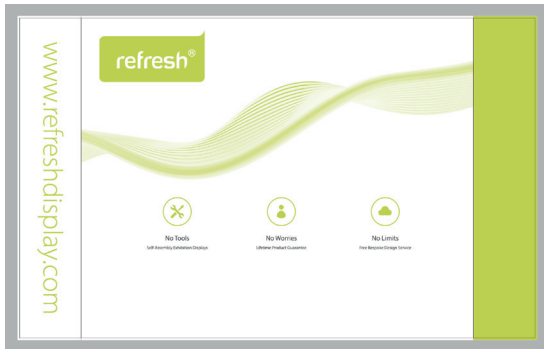 www.refreshdisplay.com
refresh®
No Tools
Self Assembly Exhibition Displays
No Worries
Lifetime Product Guarantee
No Limits
Free Bespoke Design Service